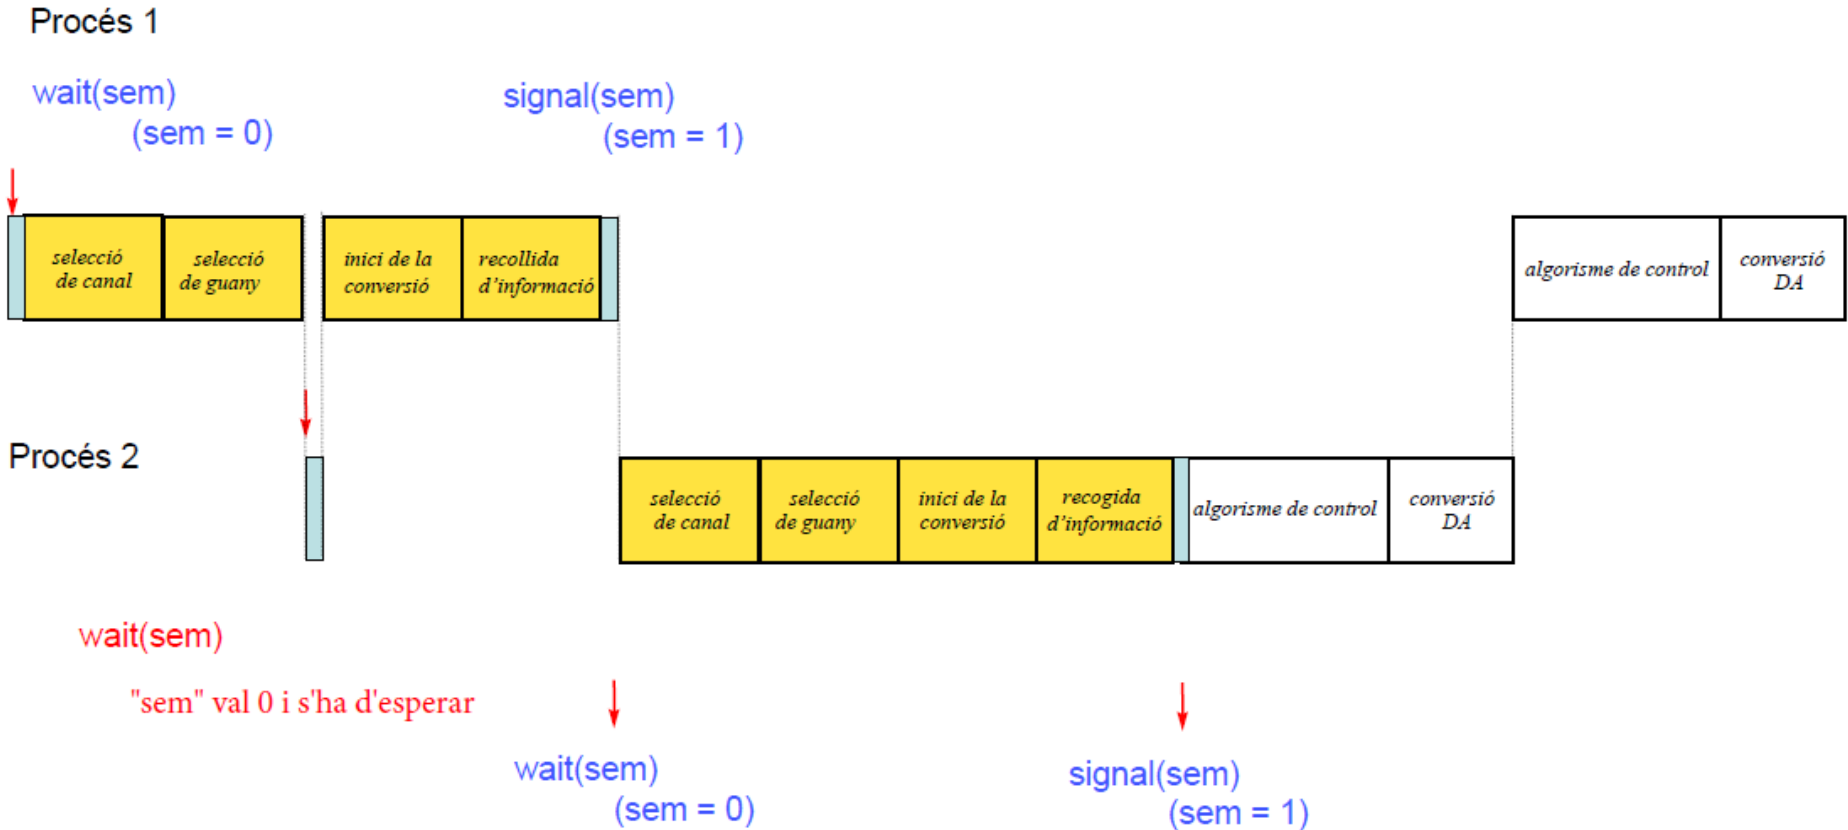 Procés 1
wait(sem)
(sem = 0)
signal(sem)
(sem = 1)
selecció
de canal
selecció
de guany
inici de la
conversió
recollida
d'informació
algorisme de control
conversió
DA
Procés 2
selecció
de canal
selecció
de guany
inici de la
conversió
recogida
d'informació
algorisme de control
conversió
DA
wait(sem)
"sem" val 0 i s'ha d'esperar
wait(sem)
(sem = 0)
signal(sem)
(sem = 1)